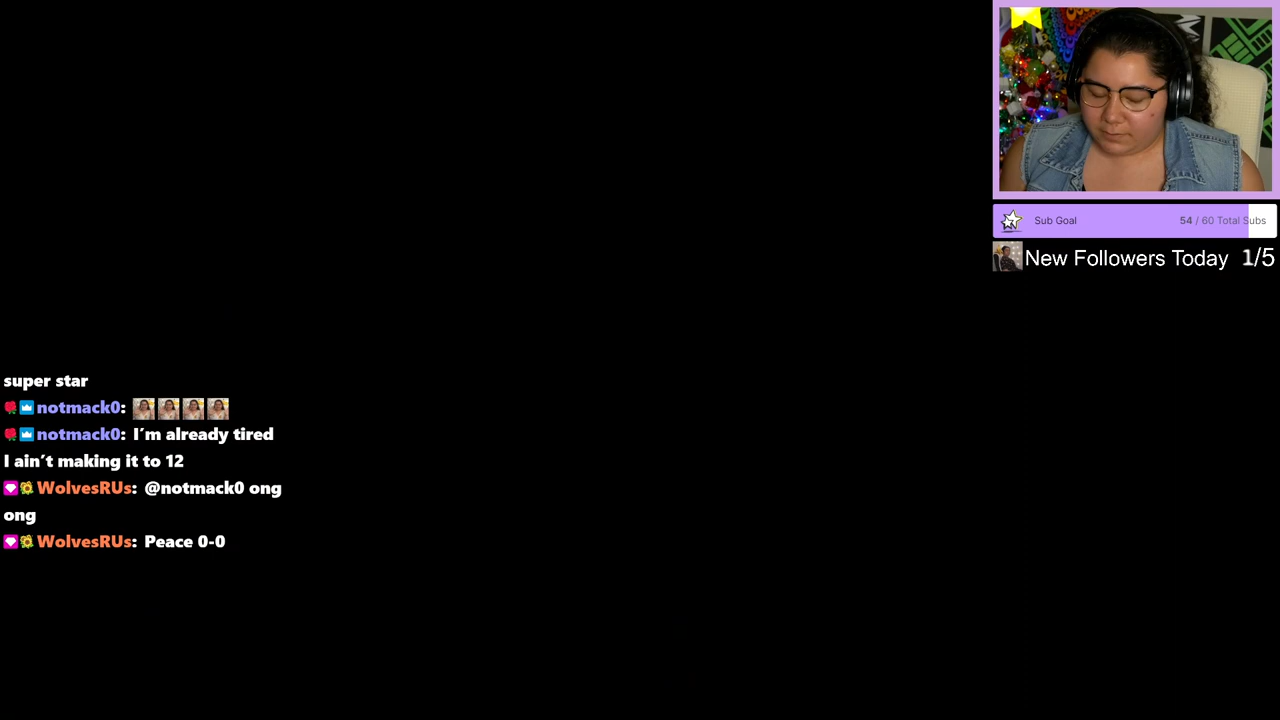 Sub Goal 54 / 60 Total Subs
New Followers Today 1/5
super star
notmack0:
notmack0: I´m already tired
I ain´t making it to 12
WolvesRUs: @notmack0 ong
ong
WolvesRUs: Peace 0-0